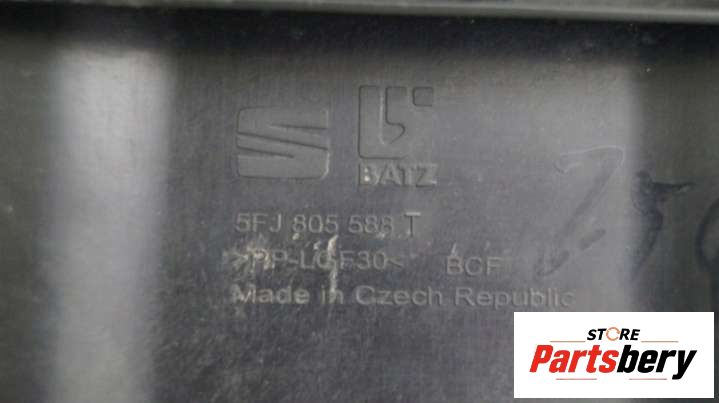 BATZ
5FJ 805 588 T
>PP-LGF30< BCF
Made in Czech Republic
STORE
Partsbery